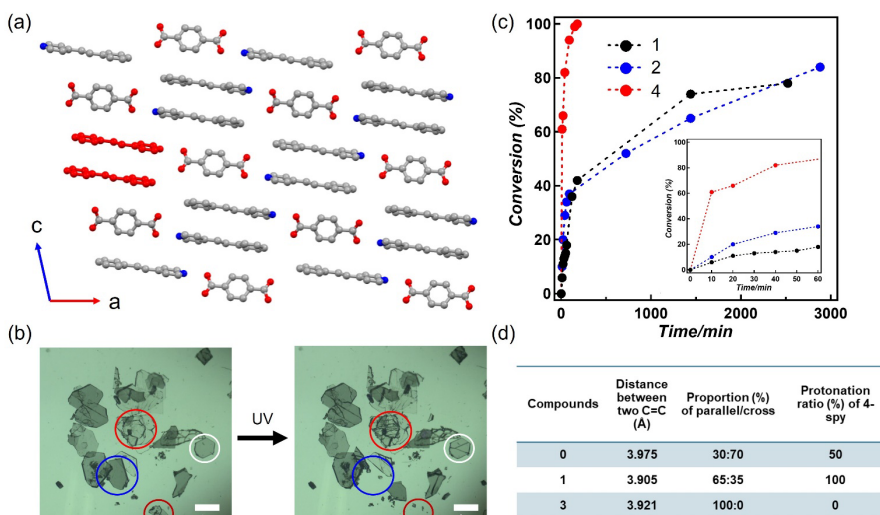 (a)
c
a
(b)
UV
(c)
Conversion (%)
100
80
60
40
20
0
0
1000
2000
3000
Time/min
1
2
4
Conversion (%)
100
80
60
40
20
0
0
10
20
30
40
50
60
Time/min
(d)
Compounds
Distance between two C=C (Å)
Proportion (%) of parallel/cross
Protonation ratio (%) of 4-spy
0 3.975 30:70 50
1 3.905 65:35 100
3 3.921 100:0 0